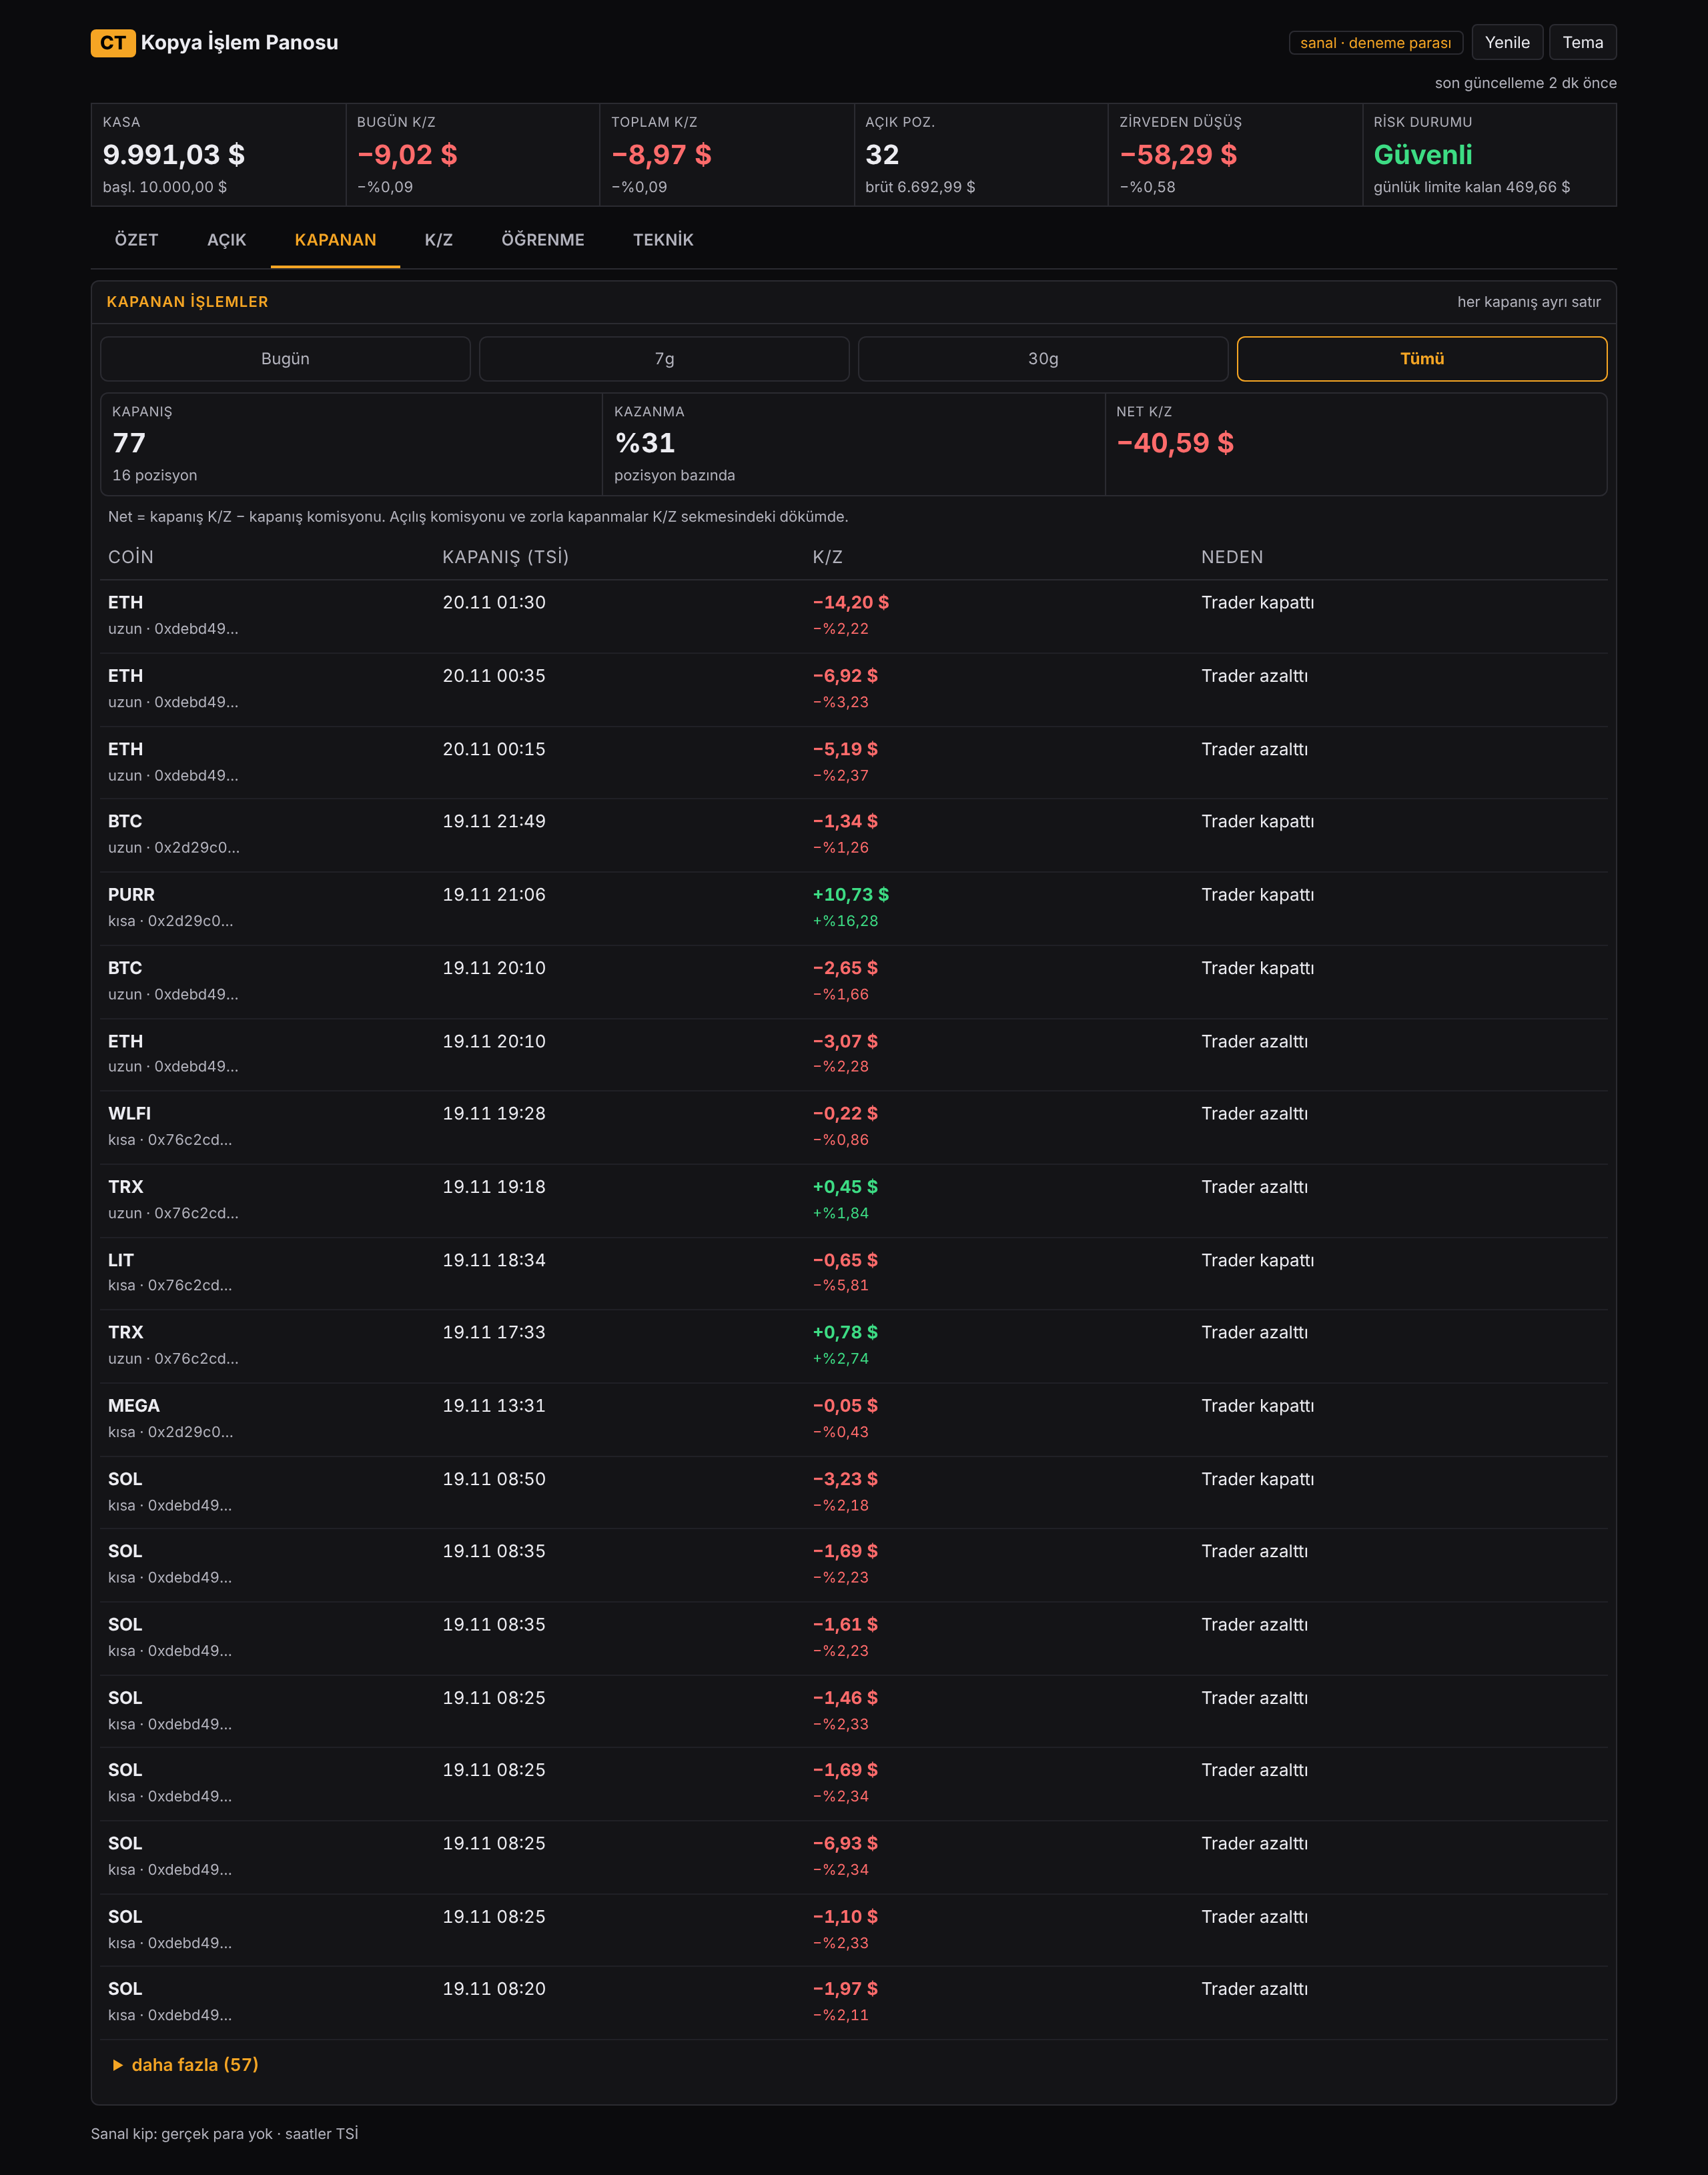 CT Kopya İşlem Panosu
sanal · deneme parası Yenile Tema
son güncelleme 2 dk önce
KASA
9.991,03 $
başl. 10.000,00 $
BUGÜN K/Z
−9,02 $
−%0,09
TOPLAM K/Z
−8,97 $
−%0,09
AÇIK POZ.
32
brüt 6.692,99 $
ZİRVEDEN DÜŞÜŞ
−58,29 $
−%0,58
RİSK DURUMU
Güvenli
günlük limite kalan 469,66 $
ÖZET AÇIK KAPANAN K/Z ÖĞRENME TEKNİK
KAPANAN İŞLEMLER her kapanış ayrı satır
Bugün 7g 30g Tümü
KAPANIŞ
77
16 pozisyon
KAZANMA
%31
pozisyon bazında
NET K/Z
−40,59 $
Net = kapanış K/Z − kapanış komisyonu. Açılış komisyonu ve zorla kapanmalar K/Z sekmesindeki dökümde.
COİN KAPANIŞ (TSİ) K/Z NEDEN
ETH 20.11 01:30 −14,20 $ Trader kapattı
uzun · 0xdebd49... −%2,22
ETH 20.11 00:35 −6,92 $ Trader azalttı
uzun · 0xdebd49... −%3,23
ETH 20.11 00:15 −5,19 $ Trader azalttı
uzun · 0xdebd49... −%2,37
BTC 19.11 21:49 −1,34 $ Trader kapattı
uzun · 0x2d29c0... −%1,26
PURR 19.11 21:06 +10,73 $ Trader kapattı
kısa · 0x2d29c0... +%16,28
BTC 19.11 20:10 −2,65 $ Trader kapattı
uzun · 0xdebd49... −%1,66
ETH 19.11 20:10 −3,07 $ Trader azalttı
uzun · 0xdebd49... −%2,28
WLFI 19.11 19:28 −0,22 $ Trader azalttı
kısa · 0x76c2cd... −%0,86
TRX 19.11 19:18 +0,45 $ Trader azalttı
uzun · 0x76c2cd... +%1,84
LIT 19.11 18:34 −0,65 $ Trader kapattı
kısa · 0x76c2cd... −%5,81
TRX 19.11 17:33 +0,78 $ Trader azalttı
uzun · 0x76c2cd... +%2,74
MEGA 19.11 13:31 −0,05 $ Trader kapattı
kısa · 0x2d29c0... −%0,43
SOL 19.11 08:50 −3,23 $ Trader kapattı
kısa · 0xdebd49... −%2,18
SOL 19.11 08:35 −1,69 $ Trader azalttı
kısa · 0xdebd49... −%2,23
SOL 19.11 08:35 −1,61 $ Trader azalttı
kısa · 0xdebd49... −%2,23
SOL 19.11 08:25 −1,46 $ Trader azalttı
kısa · 0xdebd49... −%2,33
SOL 19.11 08:25 −1,69 $ Trader azalttı
kısa · 0xdebd49... −%2,34
SOL 19.11 08:25 −6,93 $ Trader azalttı
kısa · 0xdebd49... −%2,34
SOL 19.11 08:25 −1,10 $ Trader azalttı
kısa · 0xdebd49... −%2,33
SOL 19.11 08:20 −1,97 $ Trader azalttı
kısa · 0xdebd49... −%2,11
▶ daha fazla (57)
Sanal kip: gerçek para yok · saatler TSİ